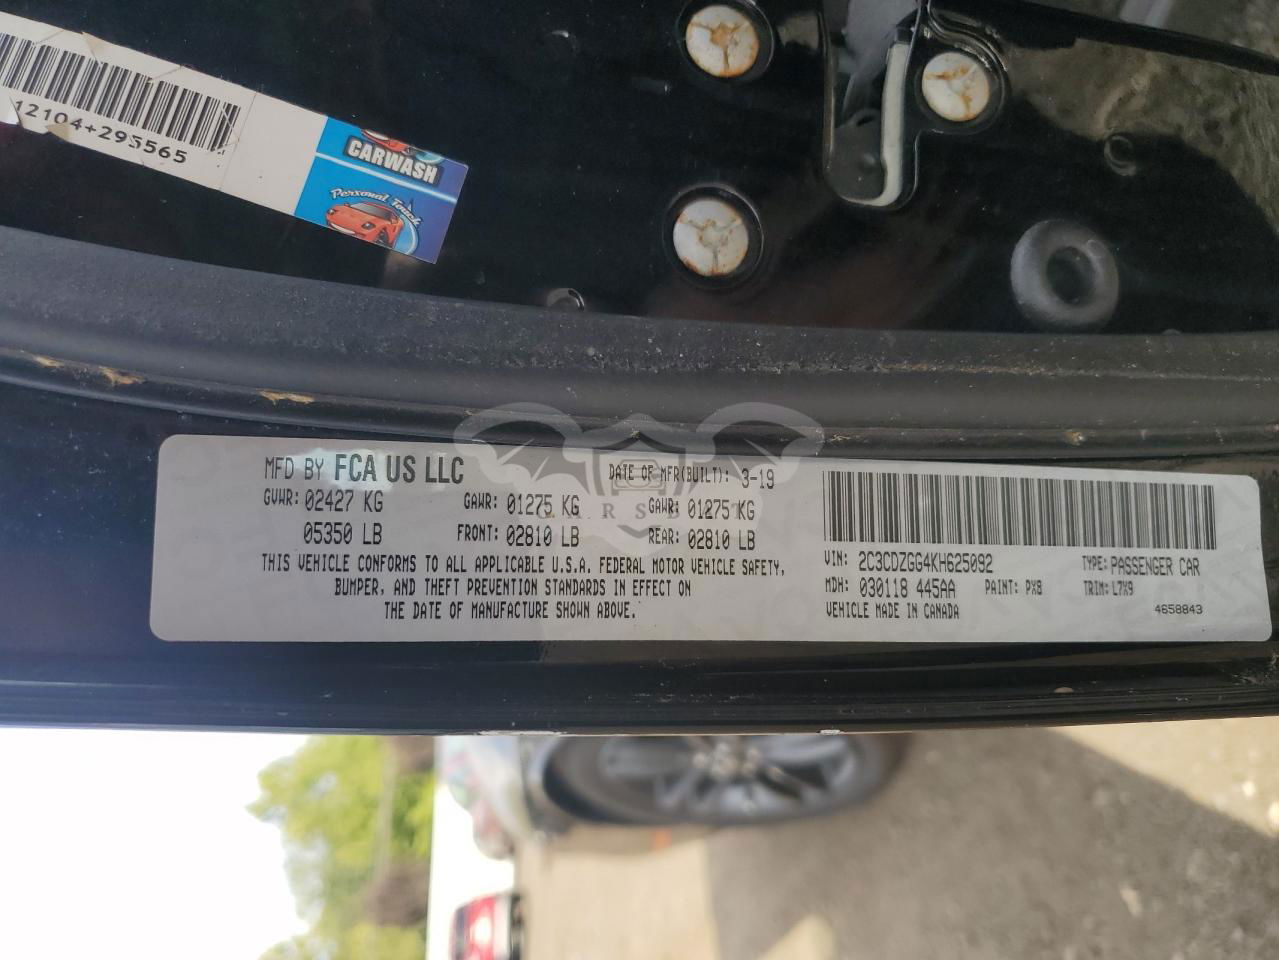 12104+295565
CARWASH
Personal Touch
MFD BY FCA US LLC DATE OF MFR(BUILT): 3-19
GVWR: 02427 KG GAWR: 01275 KG GAWR: 01275 KG
05350 LB FRONT: 02810 LB REAR: 02810 LB
THIS VEHICLE CONFORMS TO ALL APPLICABLE U.S.A. FEDERAL MOTOR VEHICLE SAFETY,
BUMPER, AND THEFT PREVENTION STANDARDS IN EFFECT ON
THE DATE OF MANUFACTURE SHOWN ABOVE.
VIN: 2C3CDZGG4KH625092 TYPE: PASSENGER CAR
MDH: 030118 445AA PAINT: PX8 TRIM: L7X9
VEHICLE MADE IN CANADA 4658843